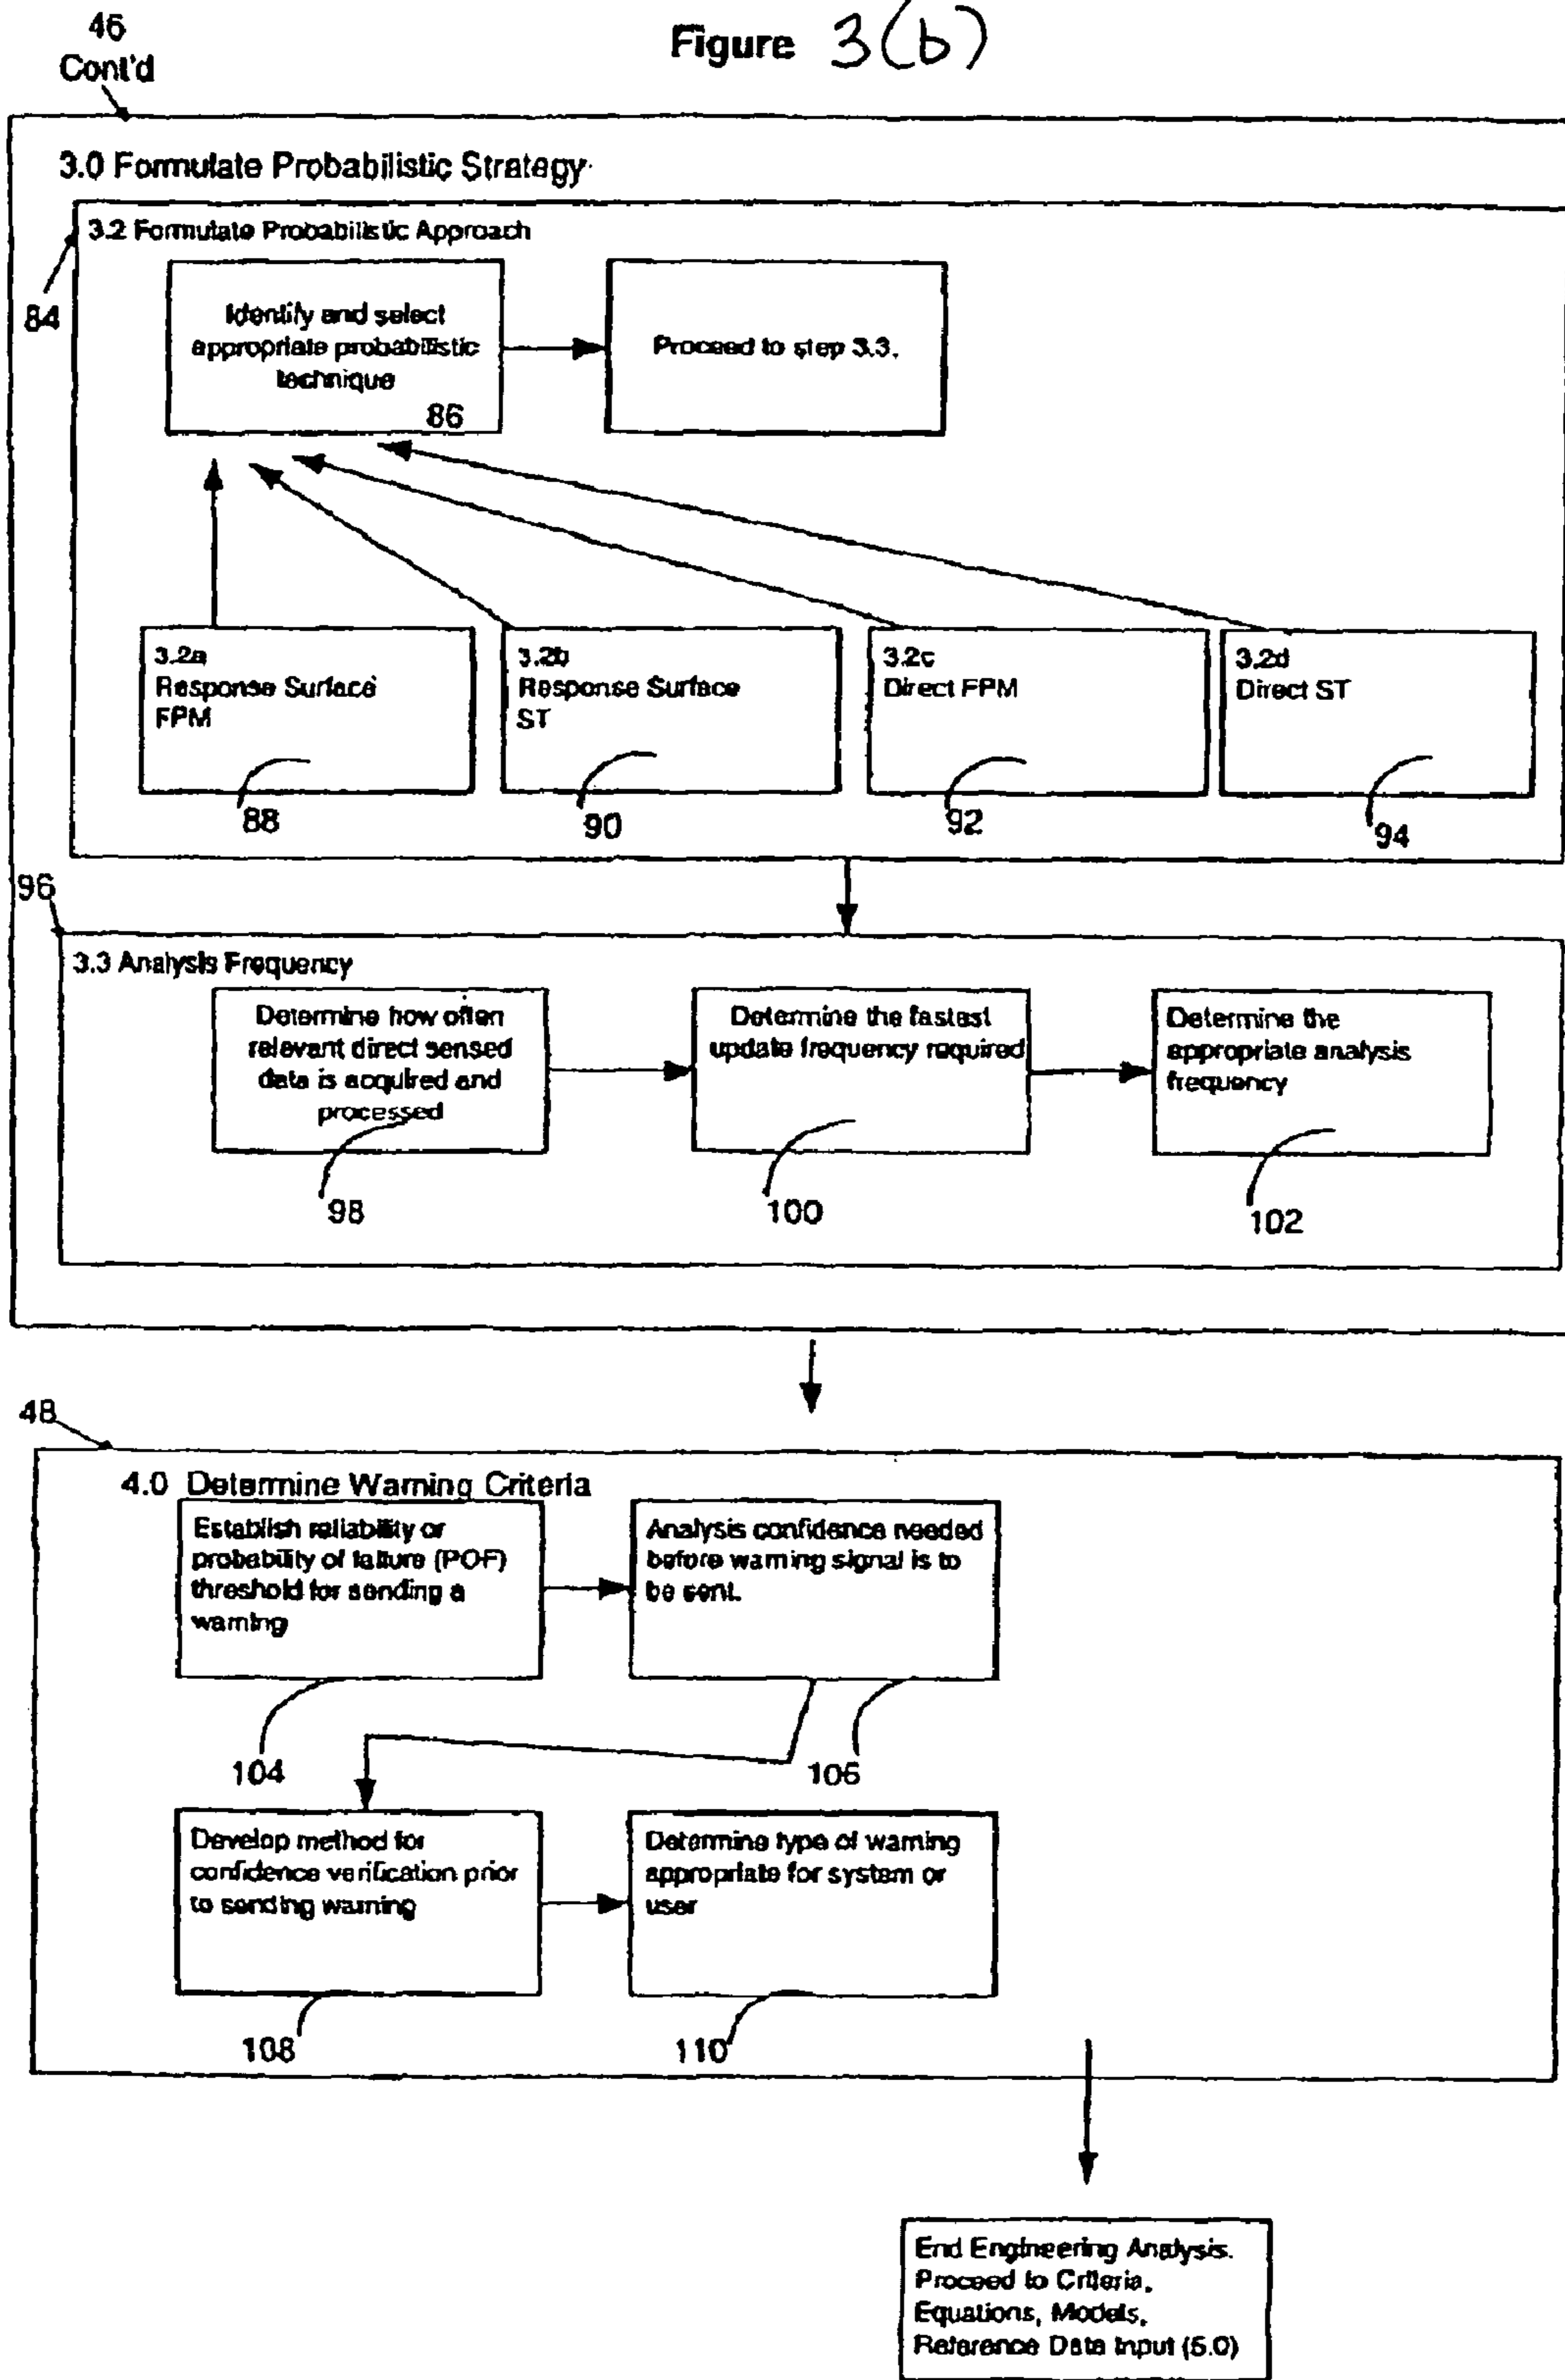 Figure 3(b)
46
Cont'd
3.0 Formulate Probabilistic Strategy
3.2 Formulate Probabilistic Approach
84
Identify and select
appropriate probabilistic
technique
86
Proceed to step 3.3.
3.2a
Response Surface
FPM
88
3.2b
Response Surface
ST
90
3.2c
Direct FPM
92
3.2d
Direct ST
94
96
3.3 Analysis Frequency
Determine how often
relevant direct sensed
data is acquired and
processed
98
Determine the fastest
update frequency required
100
Determine the
appropriate analysis
frequency
102
48
4.0 Determine Warning Criteria
Establish reliability or
probability of failure (POF)
threshold for sending a
warning
104
Analysis confidence needed
before warning signal is to
be sent.
106
Develop method for
confidence verification prior
to sending warning
108
Determine type of warning
appropriate for system or
user
110
End Engineering Analysis.
Proceed to Criteria,
Equations, Models,
Reference Data Input (5.0)